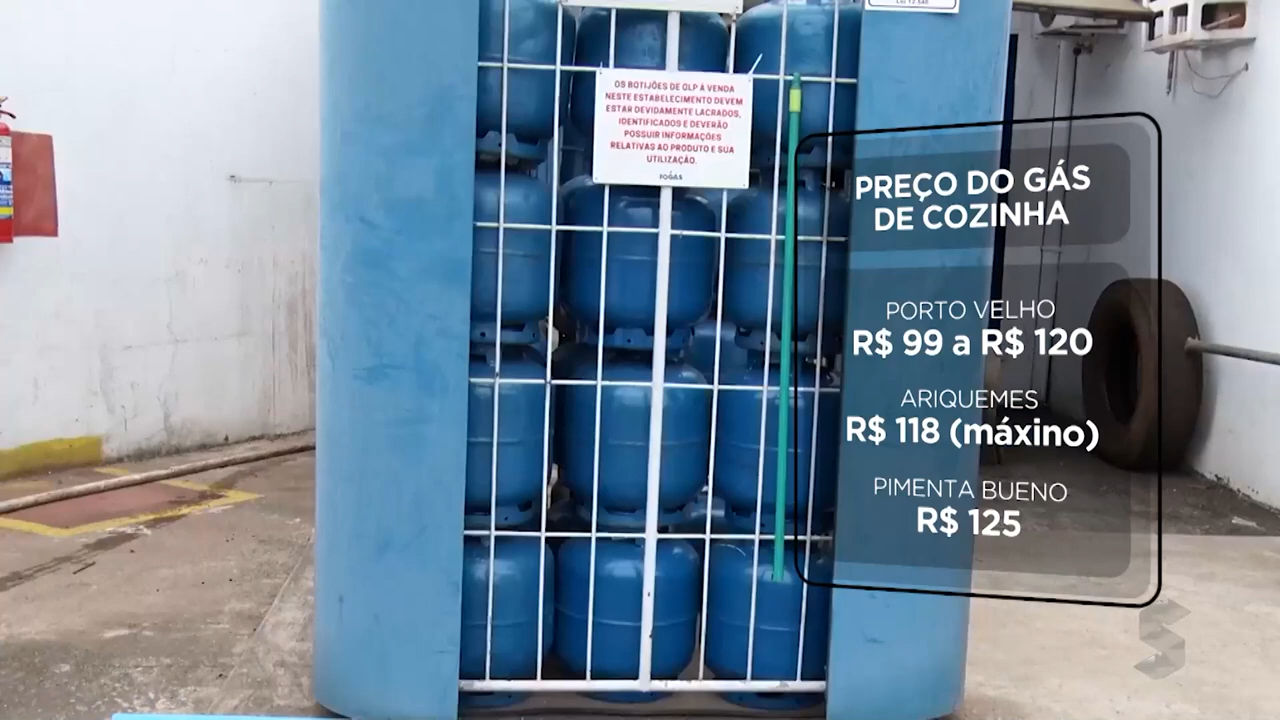 OS BOTIJÕES DE GLP À VENDA
NESTE ESTABELECIMENTO DEVEM
ESTAR DEVIDAMENTE LACRADOS,
IDENTIFICADOS E DEVERÃO
POSSUIR INFORMAÇÕES
RELATIVAS AO PRODUTO E SUA
UTILIZAÇÃO.
FOGÁS
PREÇO DO GÁS
DE COZINHA
PORTO VELHO
R$ 99 a R$ 120
ARIQUEMES
R$ 118 (máxino)
PIMENTA BUENO
R$ 125